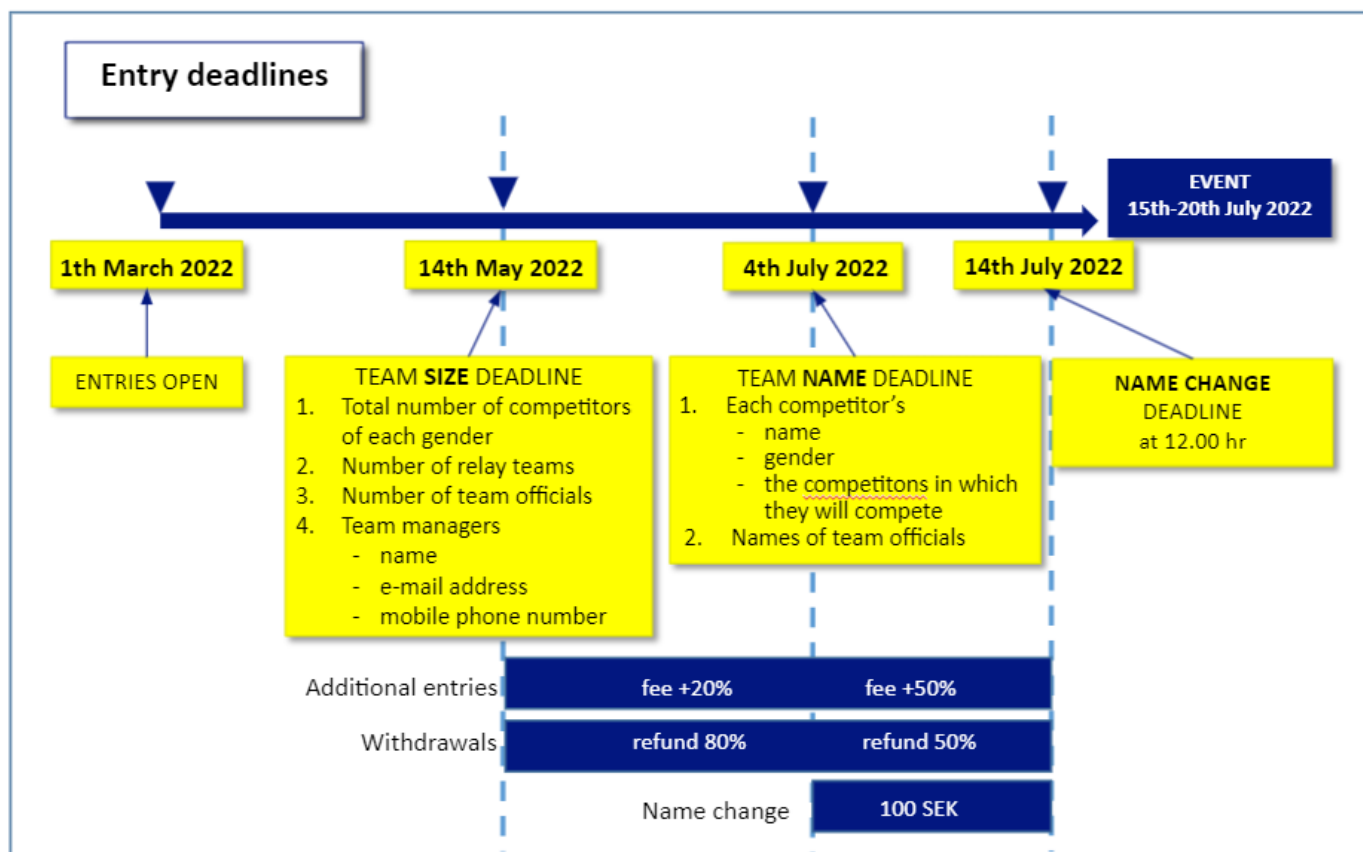 Entry deadlines
EVENT
15th-20th July 2022
1th March 2022
14th May 2022
4th July 2022
14th July 2022
ENTRIES OPEN
TEAM SIZE DEADLINE
1. Total number of competitors
of each gender
2. Number of relay teams
3. Number of team officials
4. Team managers
- name
- e-mail address
- mobile phone number
TEAM NAME DEADLINE
1. Each competitor's
- name
- gender
- the competitons in which
they will compete
2. Names of team officials
NAME CHANGE
DEADLINE
at 12.00 hr
Additional entries fee +20% fee +50%
Withdrawals refund 80% refund 50%
Name change 100 SEK